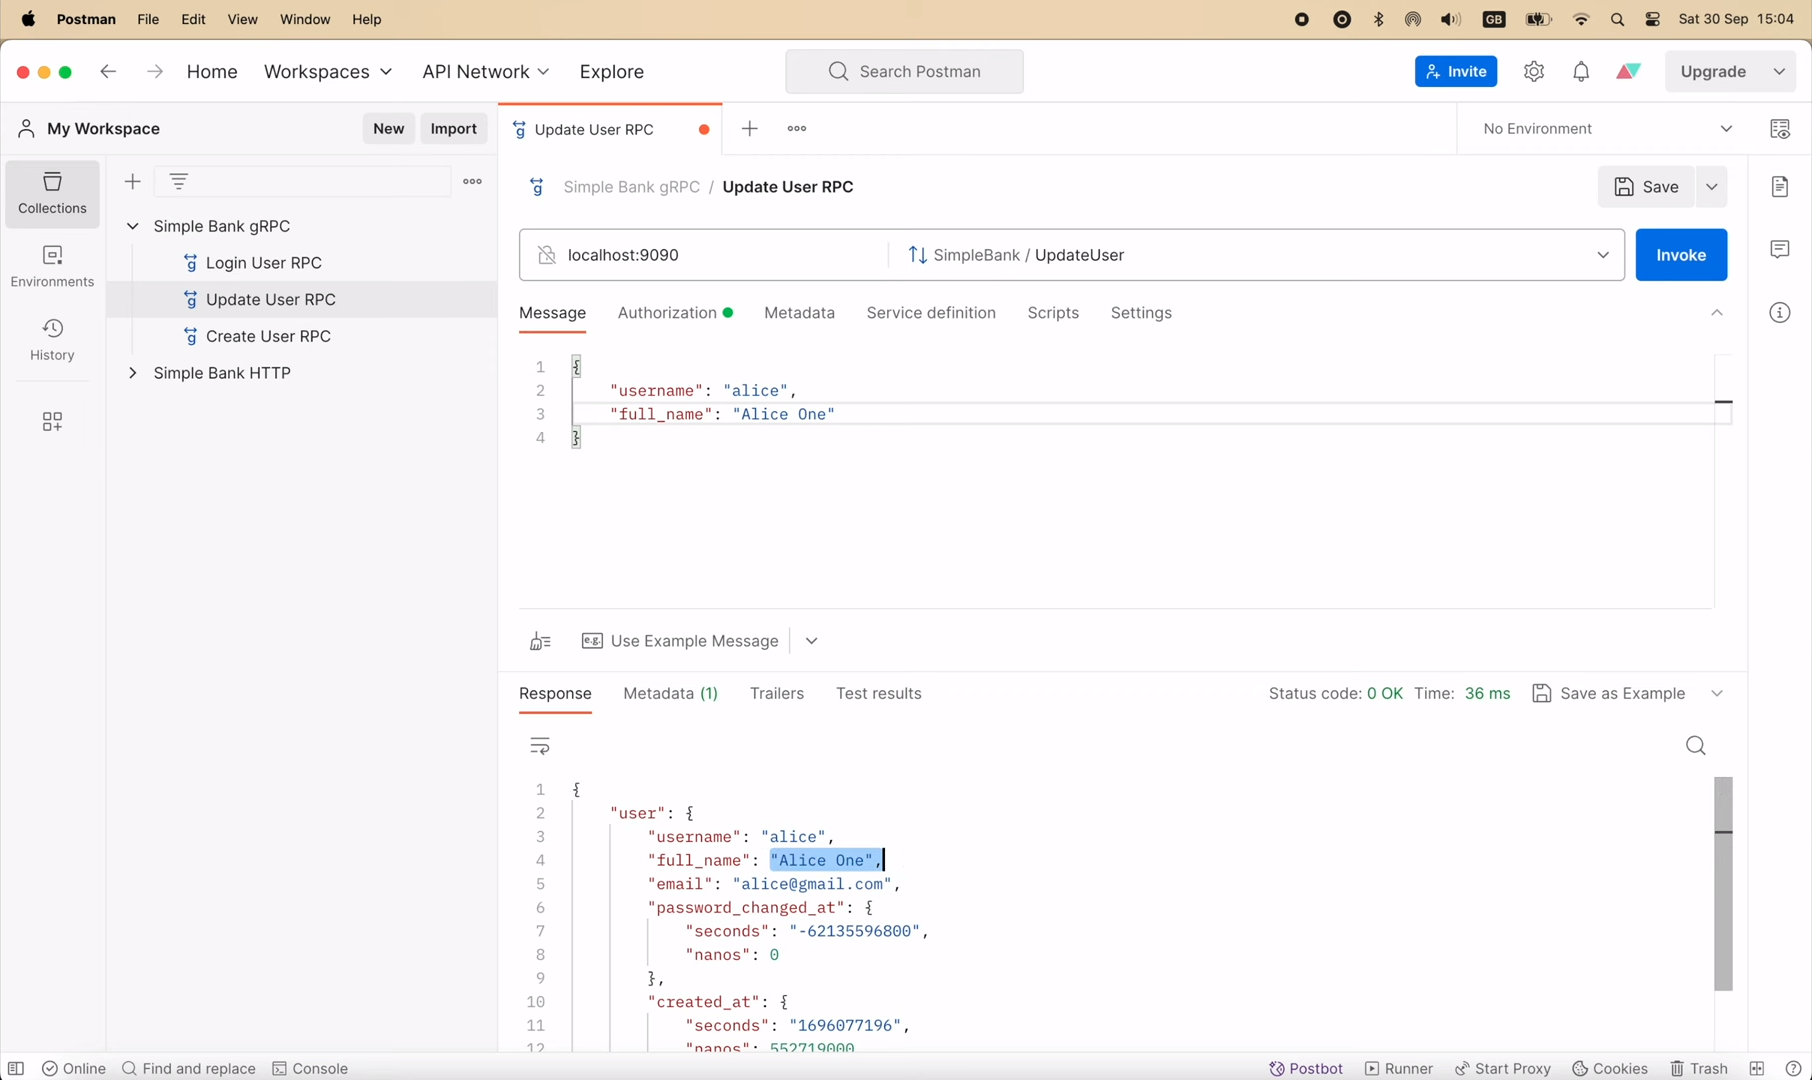 Postman File Edit View Window Help GB Sat 30 Sep 15:04
Home Workspaces API Network Explore Search Postman Invite Upgrade
My Workspace New Import Update User RPC No Environment
Collections
Environments
History
Simple Bank gRPC
Login User RPC
Update User RPC
Create User RPC
Simple Bank HTTP
Simple Bank gRPC / Update User RPC Save
localhost:9090 SimpleBank / UpdateUser Invoke
Message Authorization Metadata Service definition Scripts Settings
1 {
2 "username": "alice",
3 "full_name": "Alice One"
4 }
e.g. Use Example Message
Response Metadata (1) Trailers Test results Status code: 0 OK Time: 36 ms Save as Example
1 {
2 "user": {
3 "username": "alice",
4 "full_name": "Alice One",
5 "email": "alice@gmail.com",
6 "password_changed_at": {
7 "seconds": "-62135596800",
8 "nanos": 0
9 },
10 "created_at": {
11 "seconds": "1696077196",
12 "nanos": 552719000
Online Find and replace Console Postbot Runner Start Proxy Cookies Trash